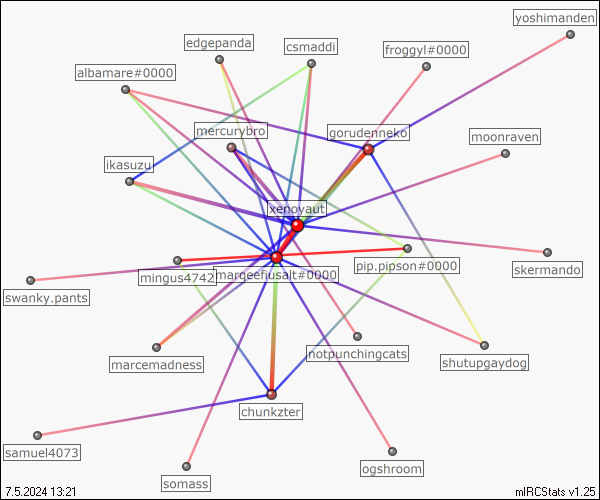 yoshimanden
edgepanda
csmaddi
froggyl#0000
albamare#0000
mercurybro
gorudenneko
moonraven
ikasuzu
xenoyaut
pip.pipson#0000
skermando
mingus4742
marceefjusalt#0000
swanky.pants
notpunchingcats
marcemadness
shutupgaydog
chunkzter
samuel4073
ogshroom
somass
7.5.2024 13:21
mIRCStats v1.25